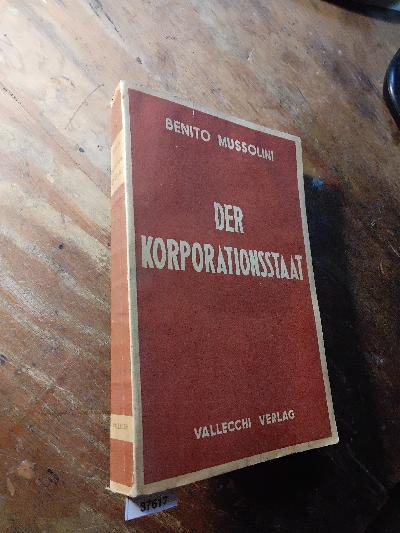 BENITO MUSSOLINI
DER
KORPORATIONSSTAAT
VALLECCHI VERLAG
37617